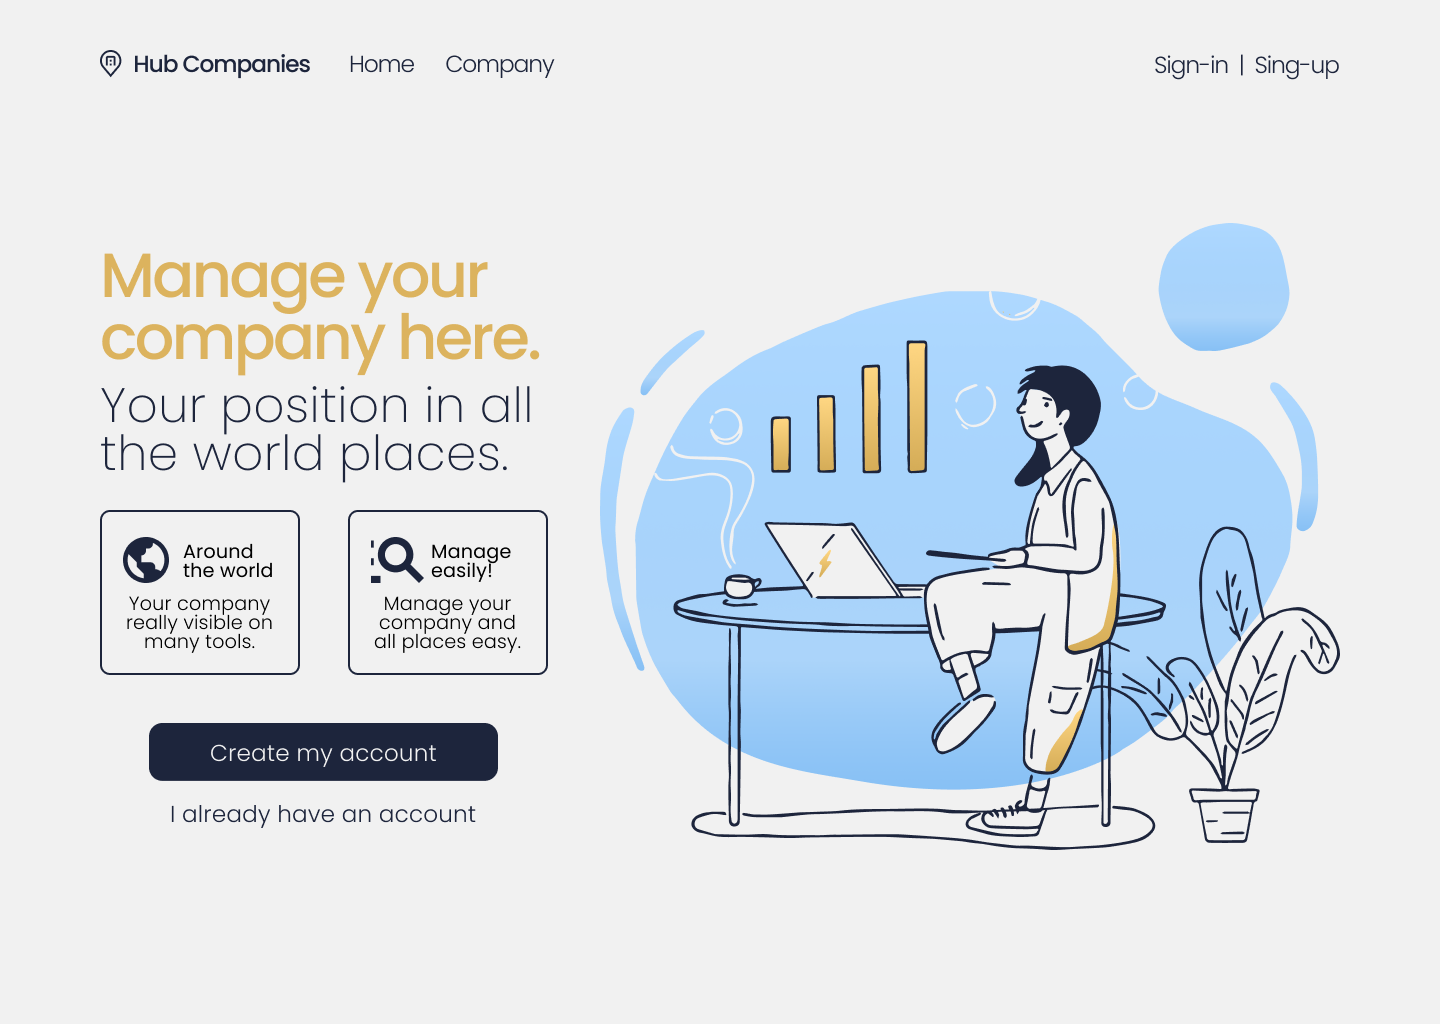 Hub Companies Home Company Sign-in | Sing-up
Manage your
company here.
Your position in all
the world places.
Around
the world
Your company
really visible on
many tools.
Manage
easily!
Manage your
company and
all places easy.
Create my account
I already have an account